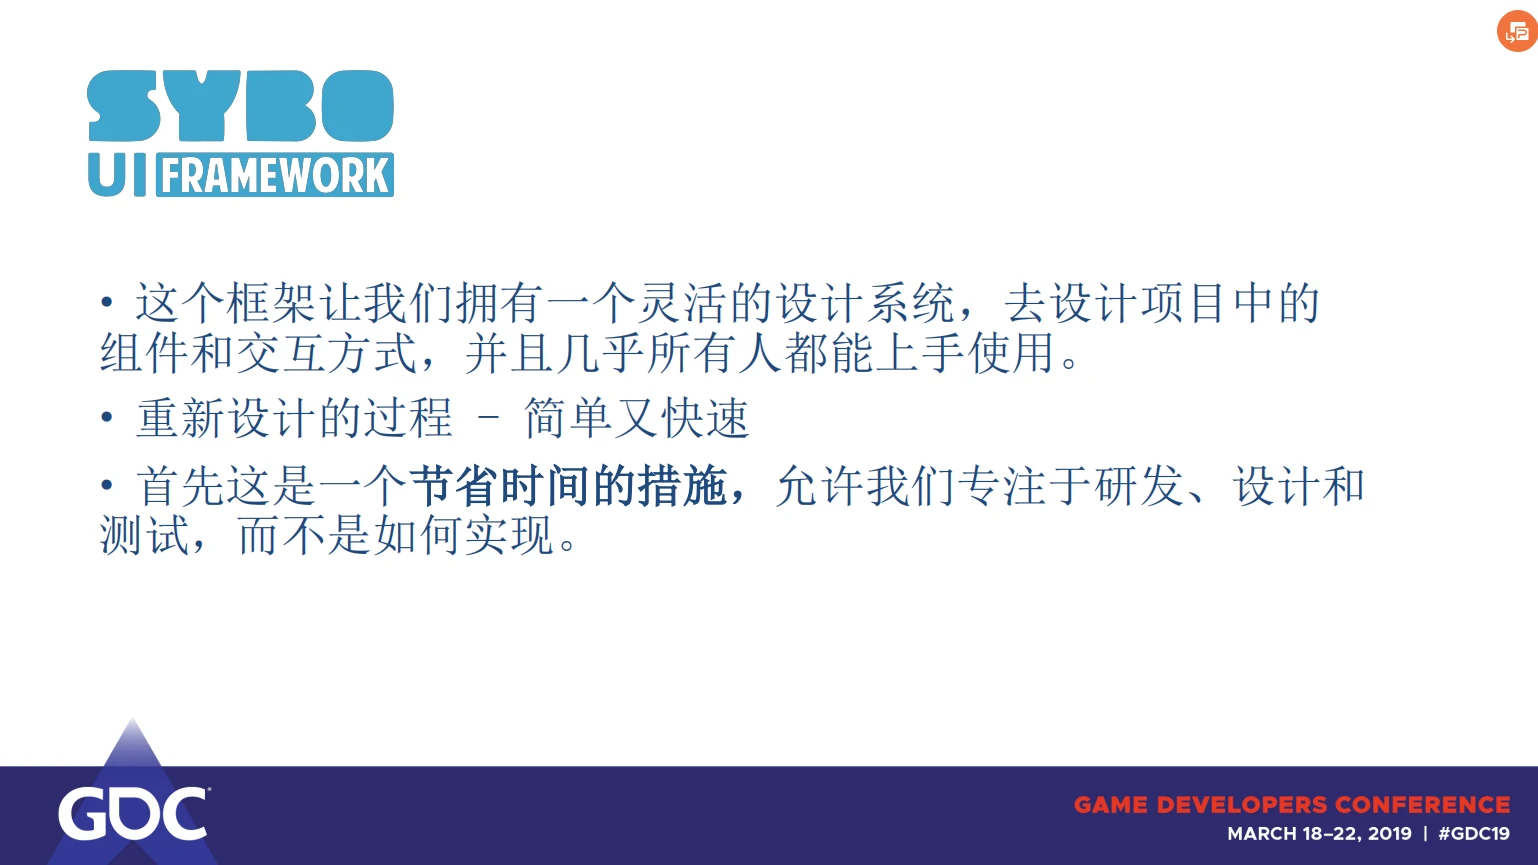 SYBO
UI FRAMEWORK
• 这个框架让我们拥有一个灵活的设计系统，去设计项目中的
组件和交互方式，并且几乎所有人都能上手使用。
• 重新设计的过程 - 简单又快速
• 首先这是一个节省时间的措施，允许我们专注于研发、设计和
测试，而不是如何实现。
GDC
GAME DEVELOPERS CONFERENCE
MARCH 18–22, 2019 | #GDC19